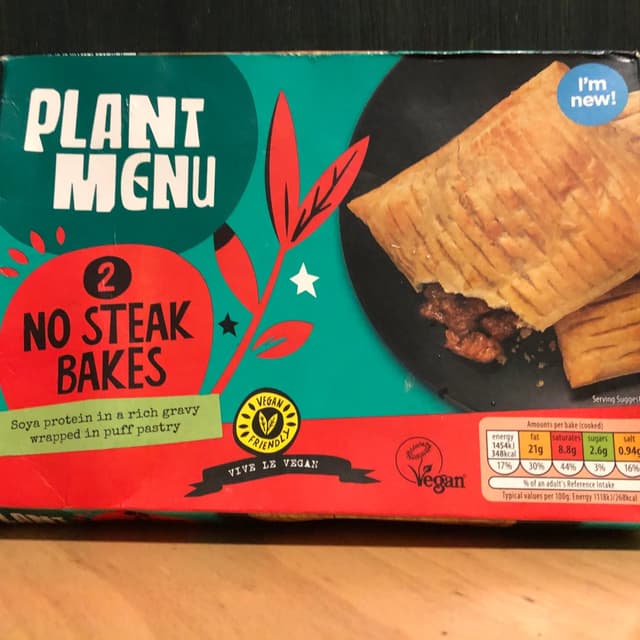 I'm
new!
PLANT
MENU
2
NO STEAK
BAKES
Soya protein in a rich gravy
wrapped in puff pastry
VEGAN
FRIENDLY
VIVE LE VEGAN
Vegan
Serving
Amounts per bake (cooked)
energy fat saturates sugars salt
1454kJ
348kcal 21g 8.8g 2.6g 0.94g
17% 30% 44% 3% 16%
% of an adult's Reference Intake
Typical values per 100g: Energy 1118kJ/268kcal